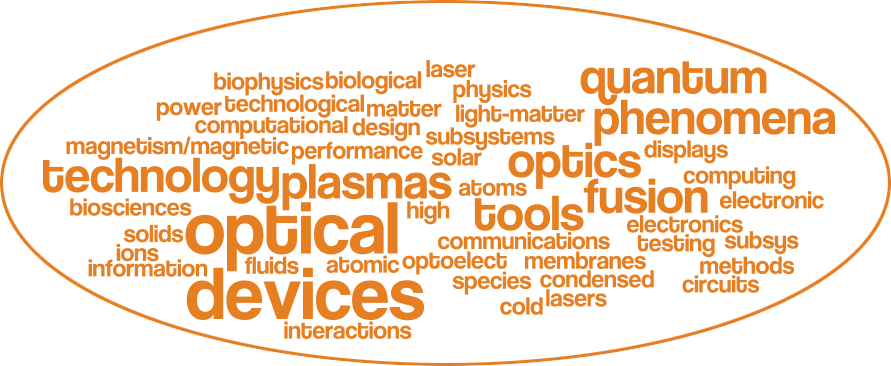 laser
biophysics biological
physics
quantum
power technological matter
light-matter
phenomena
computational design
subsystems
magnetism/magnetic performance
solar
optics
displays
technology plasmas
atoms
fusion
computing
electronic
biosciences
optical
high
tools
electronics
solids
communications
testing subsys
ions
information
fluids
atomic optoelect membranes
methods
devices
species condensed
circuits
cold lasers
interactions